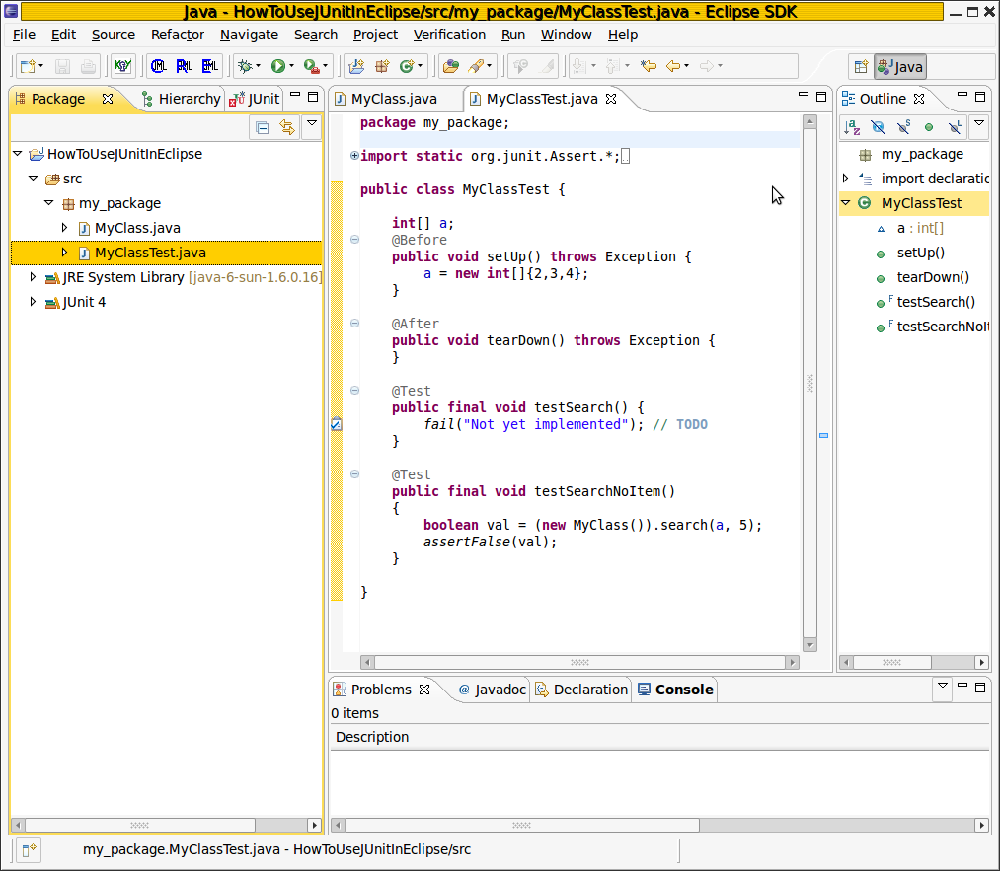 Java - HowToUseJUnitInEclipse/src/my_package/MyClassTest.java - Eclipse SDK
File Edit Source Refactor Navigate Search Project Verification Run Window Help
Java
Package Hierarchy JUnit
HowToUseJUnitInEclipse
src
my_package
MyClass.java
MyClassTest.java
JRE System Library [java-6-sun-1.6.0.16]
JUnit 4
MyClass.java MyClassTest.java
package my_package;
import static org.junit.Assert.*;
public class MyClassTest {
int[] a;
@Before
public void setUp() throws Exception {
a = new int[]{2,3,4};
}
@After
public void tearDown() throws Exception {
}
@Test
public final void testSearch() {
fail("Not yet implemented"); // TODO
}
@Test
public final void testSearchNoItem()
{
boolean val = (new MyClass()).search(a, 5);
assertFalse(val);
}
}
Outline
my_package
import declaratic
MyClassTest
a : int[]
setUp()
tearDown()
F testSearch()
F testSearchNoIt
Problems @ Javadoc Declaration Console
0 items
Description
my_package.MyClassTest.java - HowToUseJUnitInEclipse/src